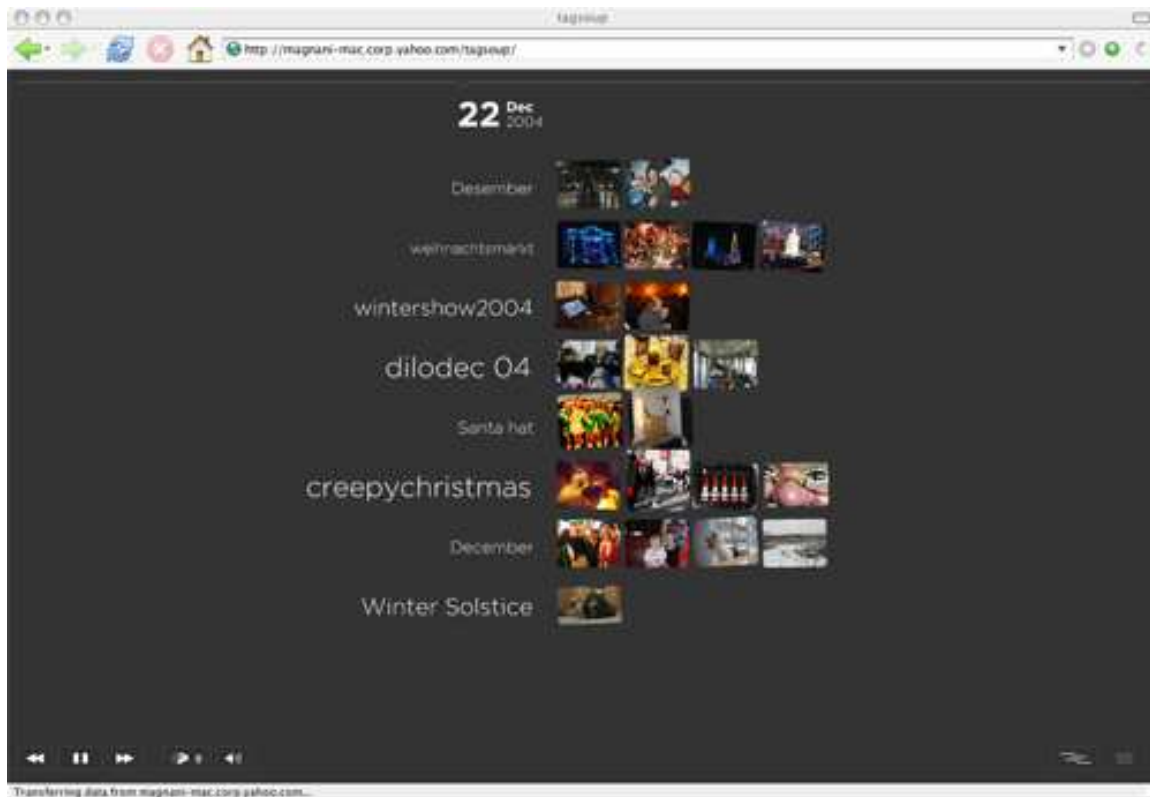 tagsoup
http://magnani-mac.corp.yahoo.com/tagsoup/
22 Dec
2004
Desember
weihnachtsmarkt
wintershow2004
dilodec 04
Santa hat
creepychristmas
December
Winter Solstice
Transferring data from magnani-mac.corp.yahoo.com...